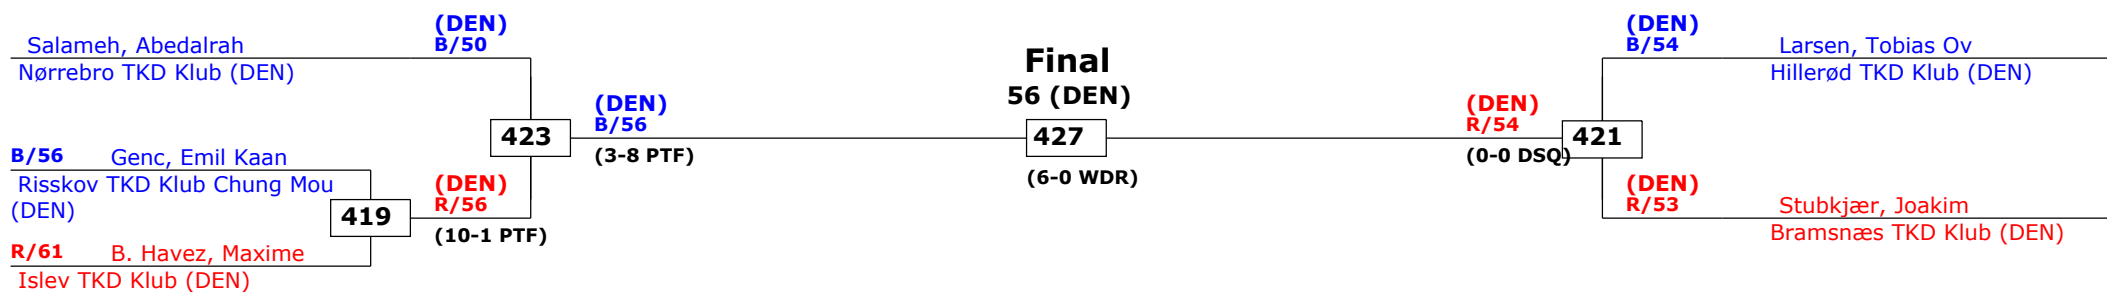 (DEN)
B/50
Salameh, Abedalrah
Nørrebro TKD Klub (DEN)
B/56 Genc, Emil Kaan
Risskov TKD Klub Chung Mou
(DEN)
R/61 B. Havez, Maxime
Islev TKD Klub (DEN)
419
(DEN)
R/56
(10-1 PTF)
423
(DEN)
B/56
(3-8 PTF)
Final
56 (DEN)
427
(6-0 WDR)
(DEN)
R/54
(0-0 DSQ)
421
(DEN)
B/54
Larsen, Tobias Ov
Hillerød TKD Klub (DEN)
(DEN)
R/53
Stubkjær, Joakim
Bramsnæs TKD Klub (DEN)